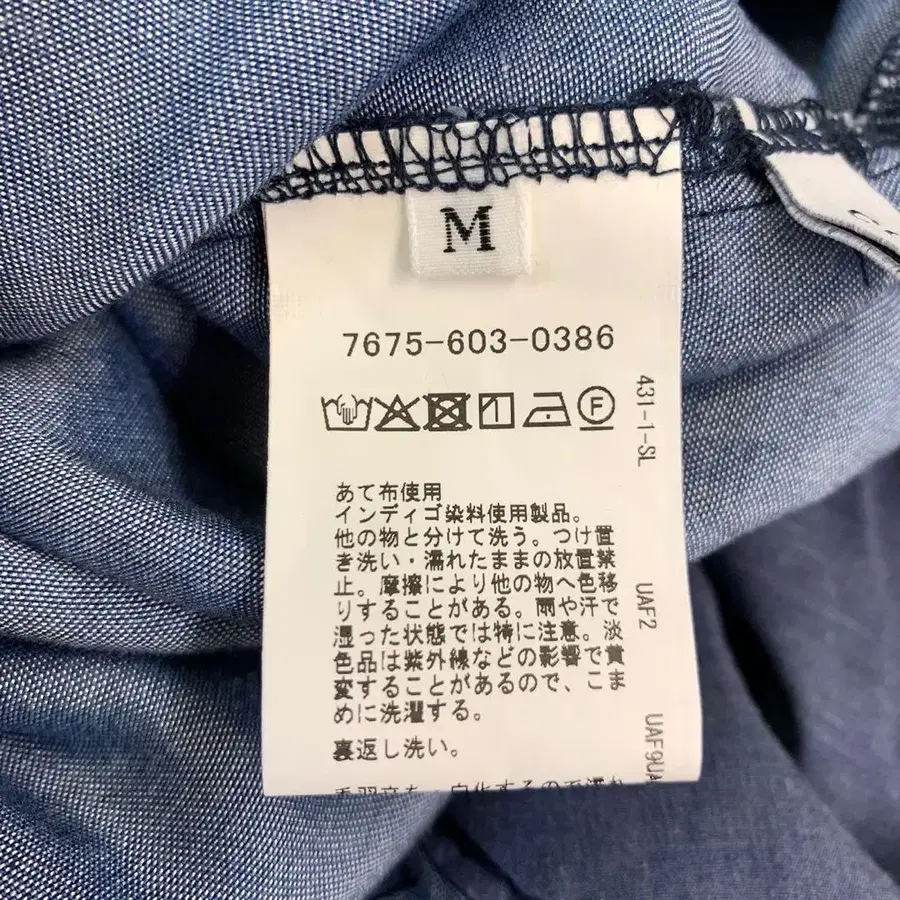 M
7675-603-0386
431-1-SL
あて布使用
インディゴ染料使用製品。
他の物と分けて洗う。つけ置
き洗い・濡れたままの放置禁
止。摩擦により他の物へ色移
りすることがある。雨や汗で
湿った状態では特に注意。淡
色品は紫外線などの影響で黄
変することがあるので、こま
めに洗濯する。
裏返し洗い。
UAF2
UAF9UA